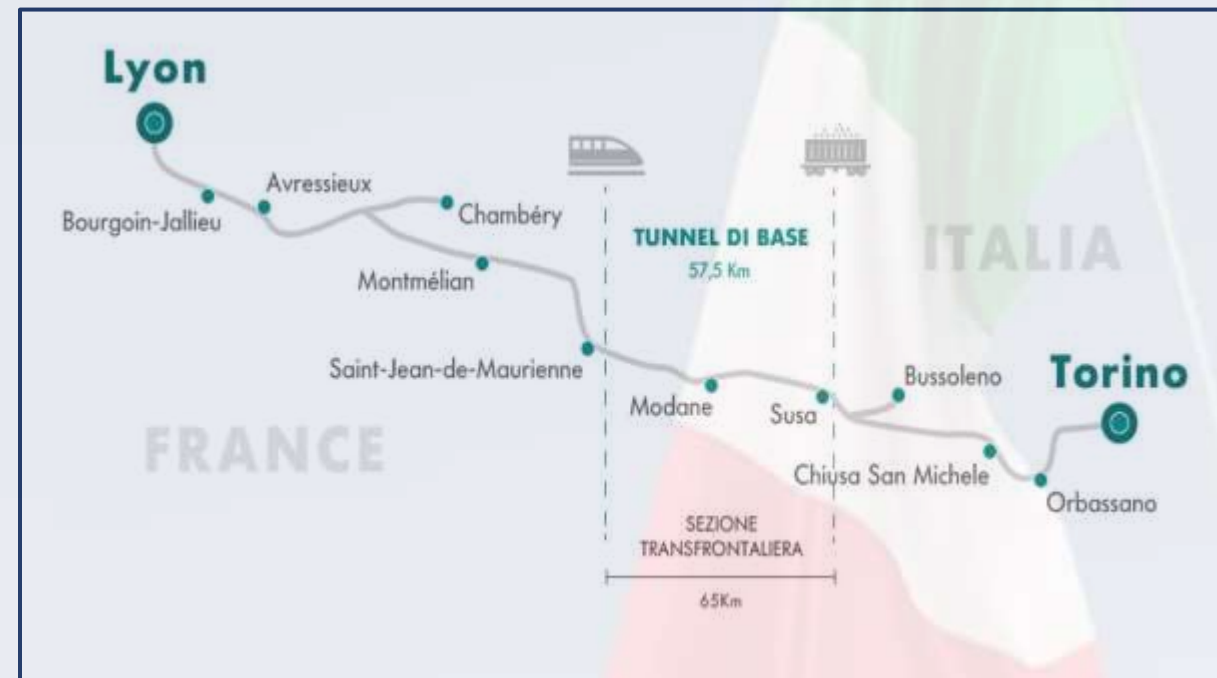 Lyon
Avressieux
Bourgoin-Jallieu
Chambéry
TUNNEL DI BASE
57,5 Km
ITALIA
Montmélian
Saint-Jean-de-Maurienne
Bussoleno
Torino
Modane
Susa
FRANCE
Chiusa San Michele
Orbassano
SEZIONE
TRANSFRONTALIERA
65Km